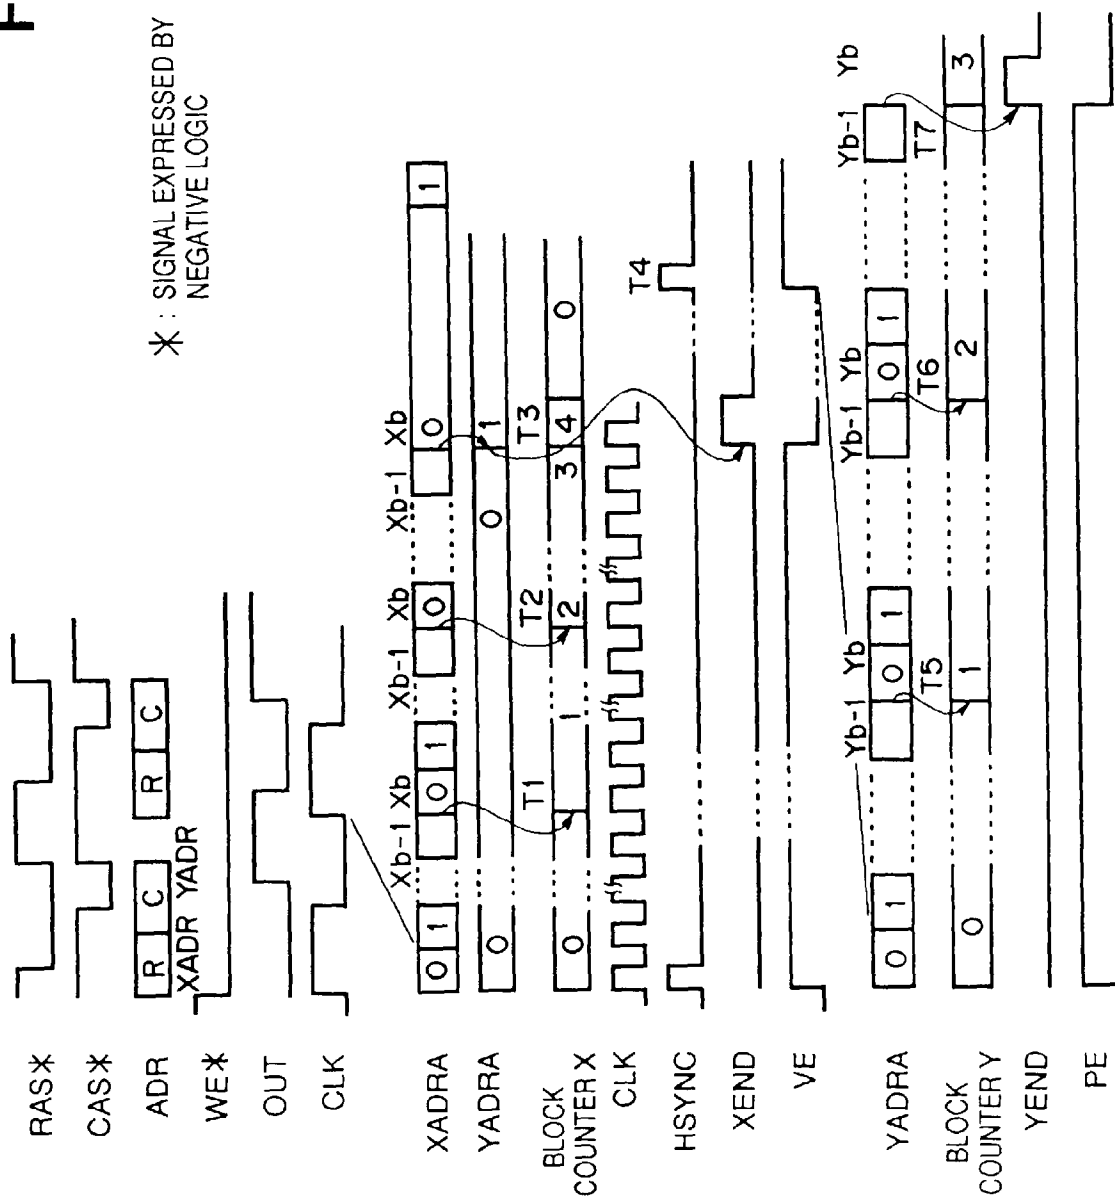 F
* : SIGNAL EXPRESSED BY
NEGATIVE LOGIC
RAS*
CAS*
ADR R C R C
XADR YADR
WE*
OUT
CLK
Xb-1 Xb Xb-1 Xb Xb-1 Xb
XADRA 0 1 0 1 0 0 1
YADRA 0 0 1
T1 T2 T3
BLOCK
COUNTER X 0 1 2 3 4 0
CLK
T4
HSYNC
XEND
VE
Yb-1 Yb Yb-1 Yb Yb-1 Yb
YADRA 0 1 0 1 0 1
T5 T6 T7
BLOCK
COUNTER Y 0 1 2 3
YEND
PE